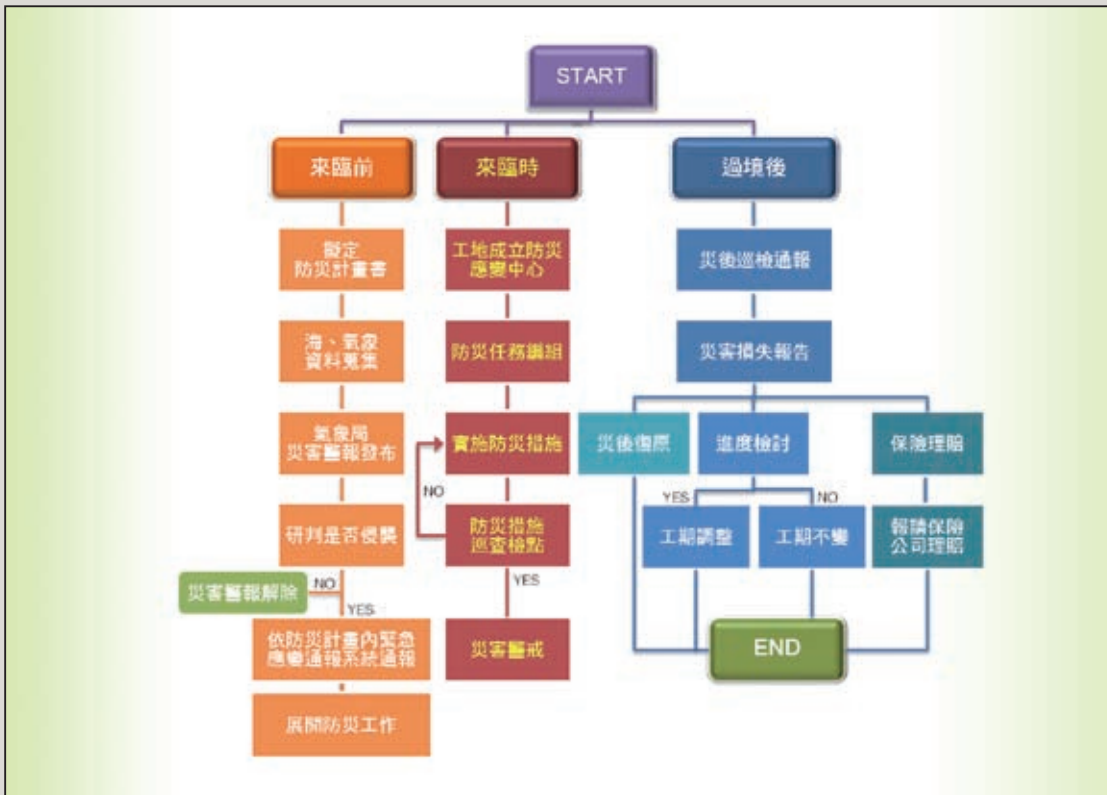 START
來臨前
擬定
防災計畫書
海、氣象
資料蒐集
氣象局
災害警報發布
研判是否侵襲
NO
災害警報解除
YES
依防災計畫內緊急
應變通報系統通報
展開防災工作
來臨時
工地成立防災
應變中心
防災任務編組
實施防災措施
NO
防災措施
巡查檢點
YES
災害警戒
過境後
災後巡檢通報
災害損失報告
災後復原
進度檢討
保險理賠
YES
NO
工期調整
工期不變
報請保險
公司理賠
END